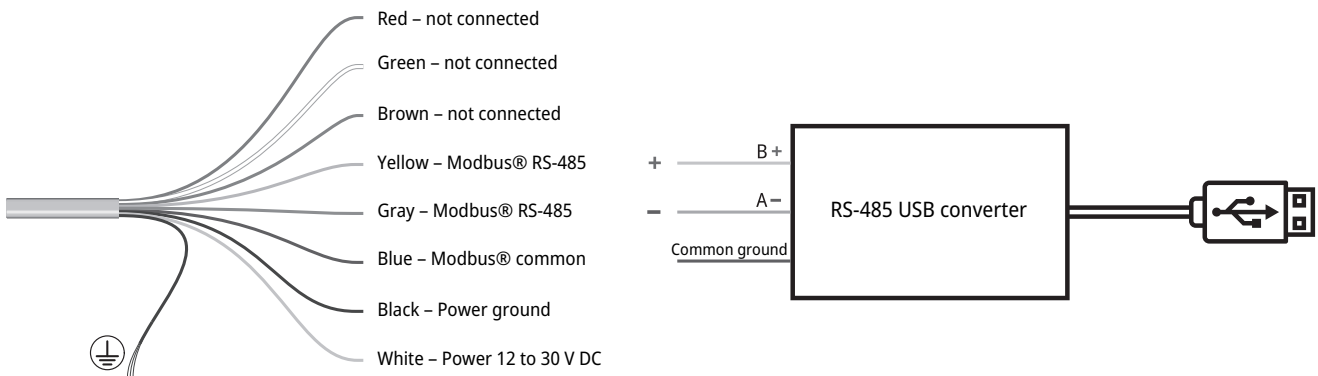 Red – not connected
Green – not connected
Brown – not connected
Yellow – Modbus® RS-485
Gray – Modbus® RS-485
Blue – Modbus® common
Black – Power ground
White – Power 12 to 30 V DC
+
B +
–
A –
Common ground
RS-485 USB converter